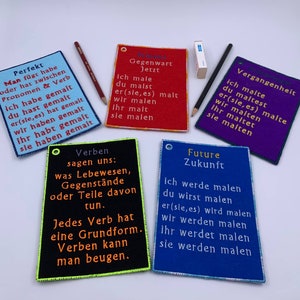 Perfekt
Man fügt habe
oder hat zwischen
Pronomen & Verb
ich habe gemalt
du hast gemalt
er(sie,es) hat gemalt
wir haben gemalt
ihr habt gemalt
sie haben gemalt
Gegenwart
Jetzt
ich male
du malst
er(sie,es) malt
wir malen
ihr malt
sie malen
Vergangenheit
ich malte
du maltest
er(sie,es) malte
wir malten
ihr maltet
sie malten
Verben
sagen uns:
was Lebewesen,
Gegenstände
oder Teile davon
tun.
Jedes Verb hat
eine Grundform.
Verben kann
man beugen.
Future
Zukunft
ich werde malen
du wirst malen
er(sie,es) wird malen
wir werden malen
Ihr werdet malen
sie werden malen